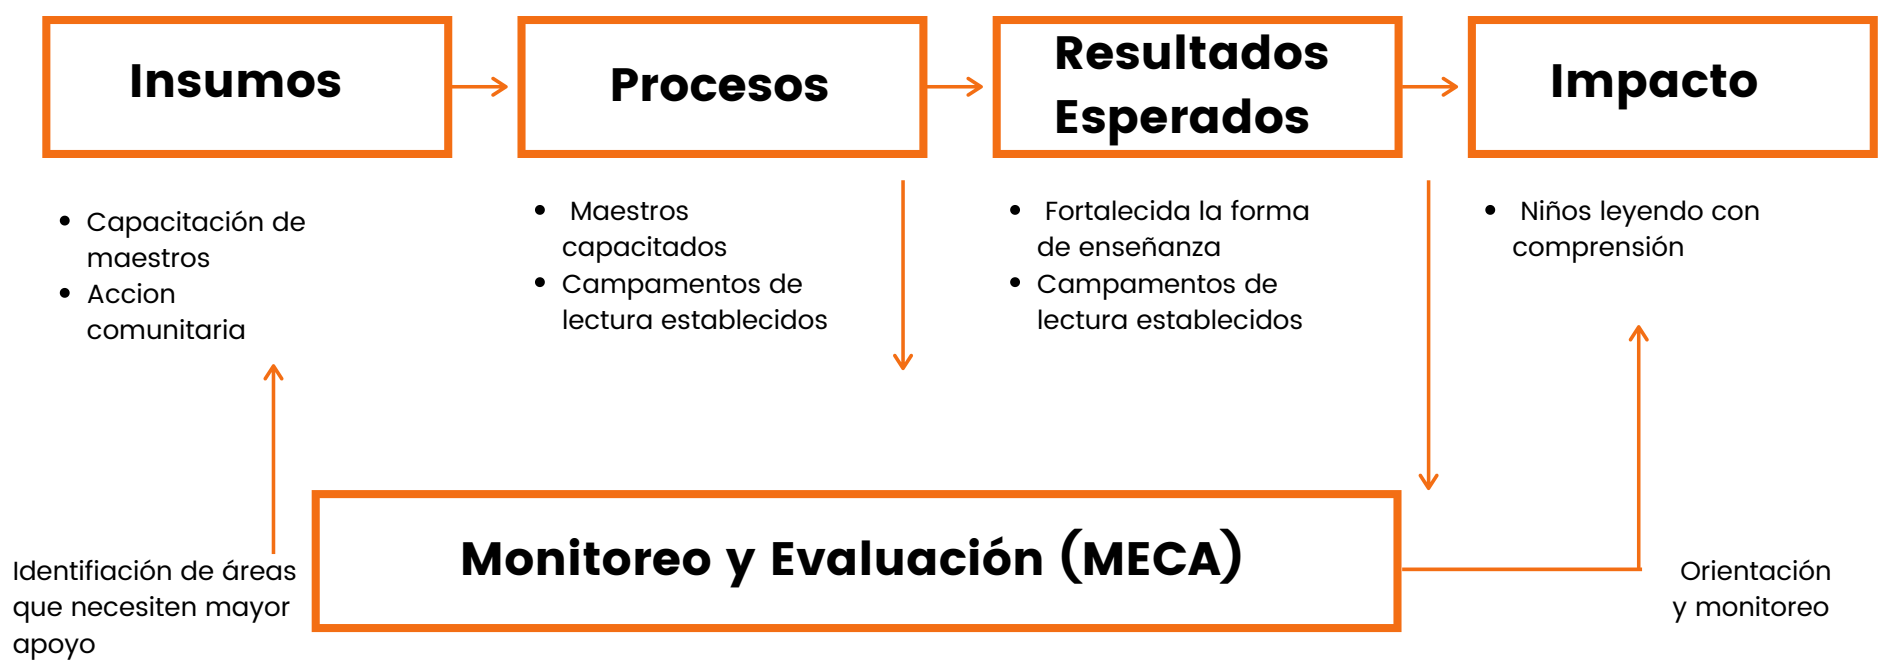 Insumos
Procesos
Resultados
Esperados
Impacto
• Capacitación de
maestros
• Accion
comunitaria
• Maestros
capacitados
• Campamentos de
lectura establecidos
• Fortalecida la forma
de enseñanza
• Campamentos de
lectura establecidos
• Niños leyendo con
comprensión
Monitoreo y Evaluación (MECA)
Identifiación de áreas
que necesiten mayor
apoyo
Orientación
y monitoreo